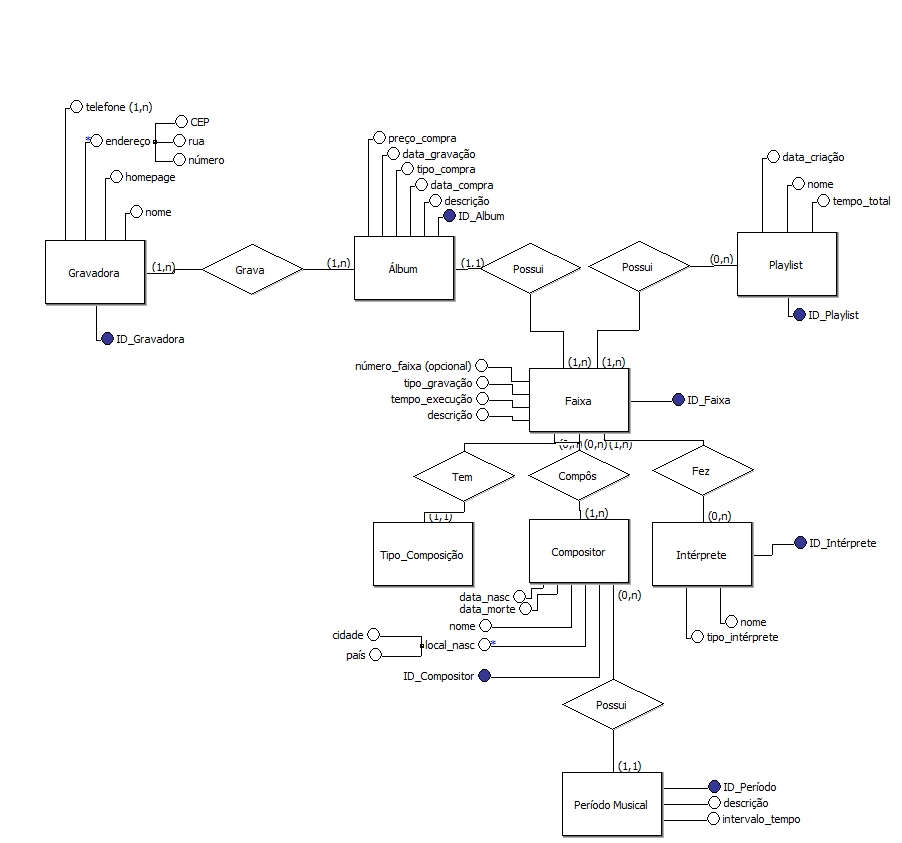 telefone (1,n)
* endereço
CEP
rua
número
homepage
nome
Gravadora
(1,n)
ID_Gravadora
Grava
preço_compra
data_gravação
tipo_compra
data_compra
descrição
ID_Album
(1,n)
Álbum
(1,1)
Possui
Possui
(0,n)
data_criação
nome
tempo_total
Playlist
ID_Playlist
(1,n)
(1,n)
número_faixa (opcional)
tipo_gravação
tempo_execução
descrição
Faixa
ID_Faixa
(0,n)
(0,n)
(1,n)
Tem
Compôs
Fez
(1,1)
(1,n)
(0,n)
Tipo_Composição
Compositor
Intérprete
ID_Intérprete
nome
tipo_intérprete
data_nasc
data_morte
(0,n)
nome
cidade
país
local_nasc *
ID_Compositor
Possui
(1,1)
Período Musical
ID_Período
descrição
intervalo_tempo